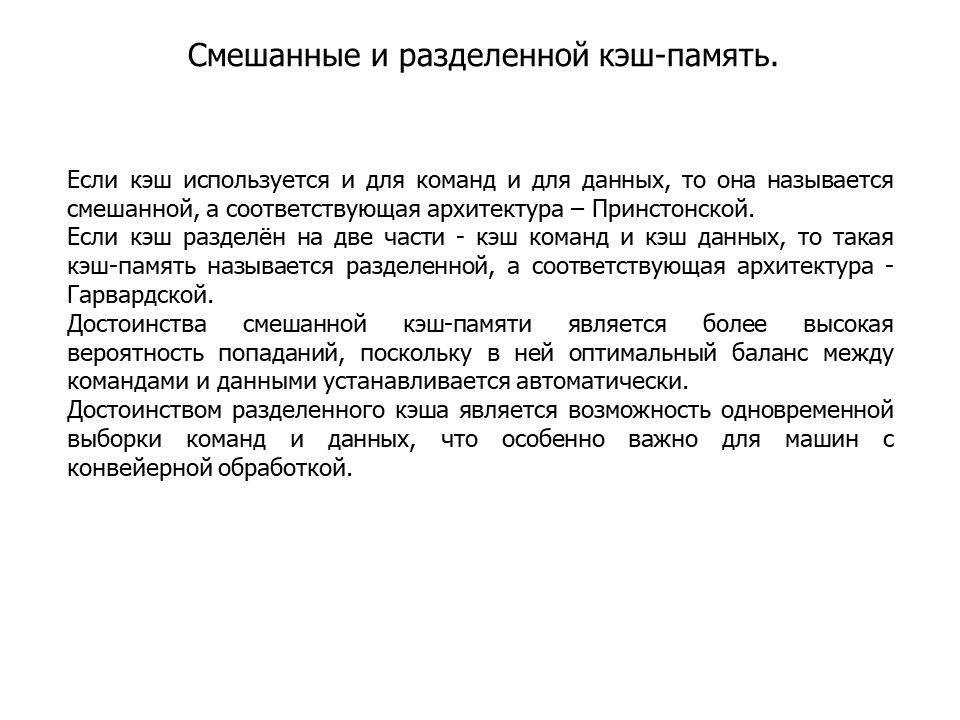 Смешанные и разделенной кэш-память.
Если кэш используется и для команд и для данных, то она называется
смешанной, а соответствующая архитектура – Принстонской.
Если кэш разделён на две части - кэш команд и кэш данных, то такая
кэш-память называется разделенной, а соответствующая архитектура -
Гарвардской.
Достоинства смешанной кэш-памяти является более высокая
вероятность попаданий, поскольку в ней оптимальный баланс между
командами и данными устанавливается автоматически.
Достоинством разделенного кэша является возможность одновременной
выборки команд и данных, что особенно важно для машин с
конвейерной обработкой.